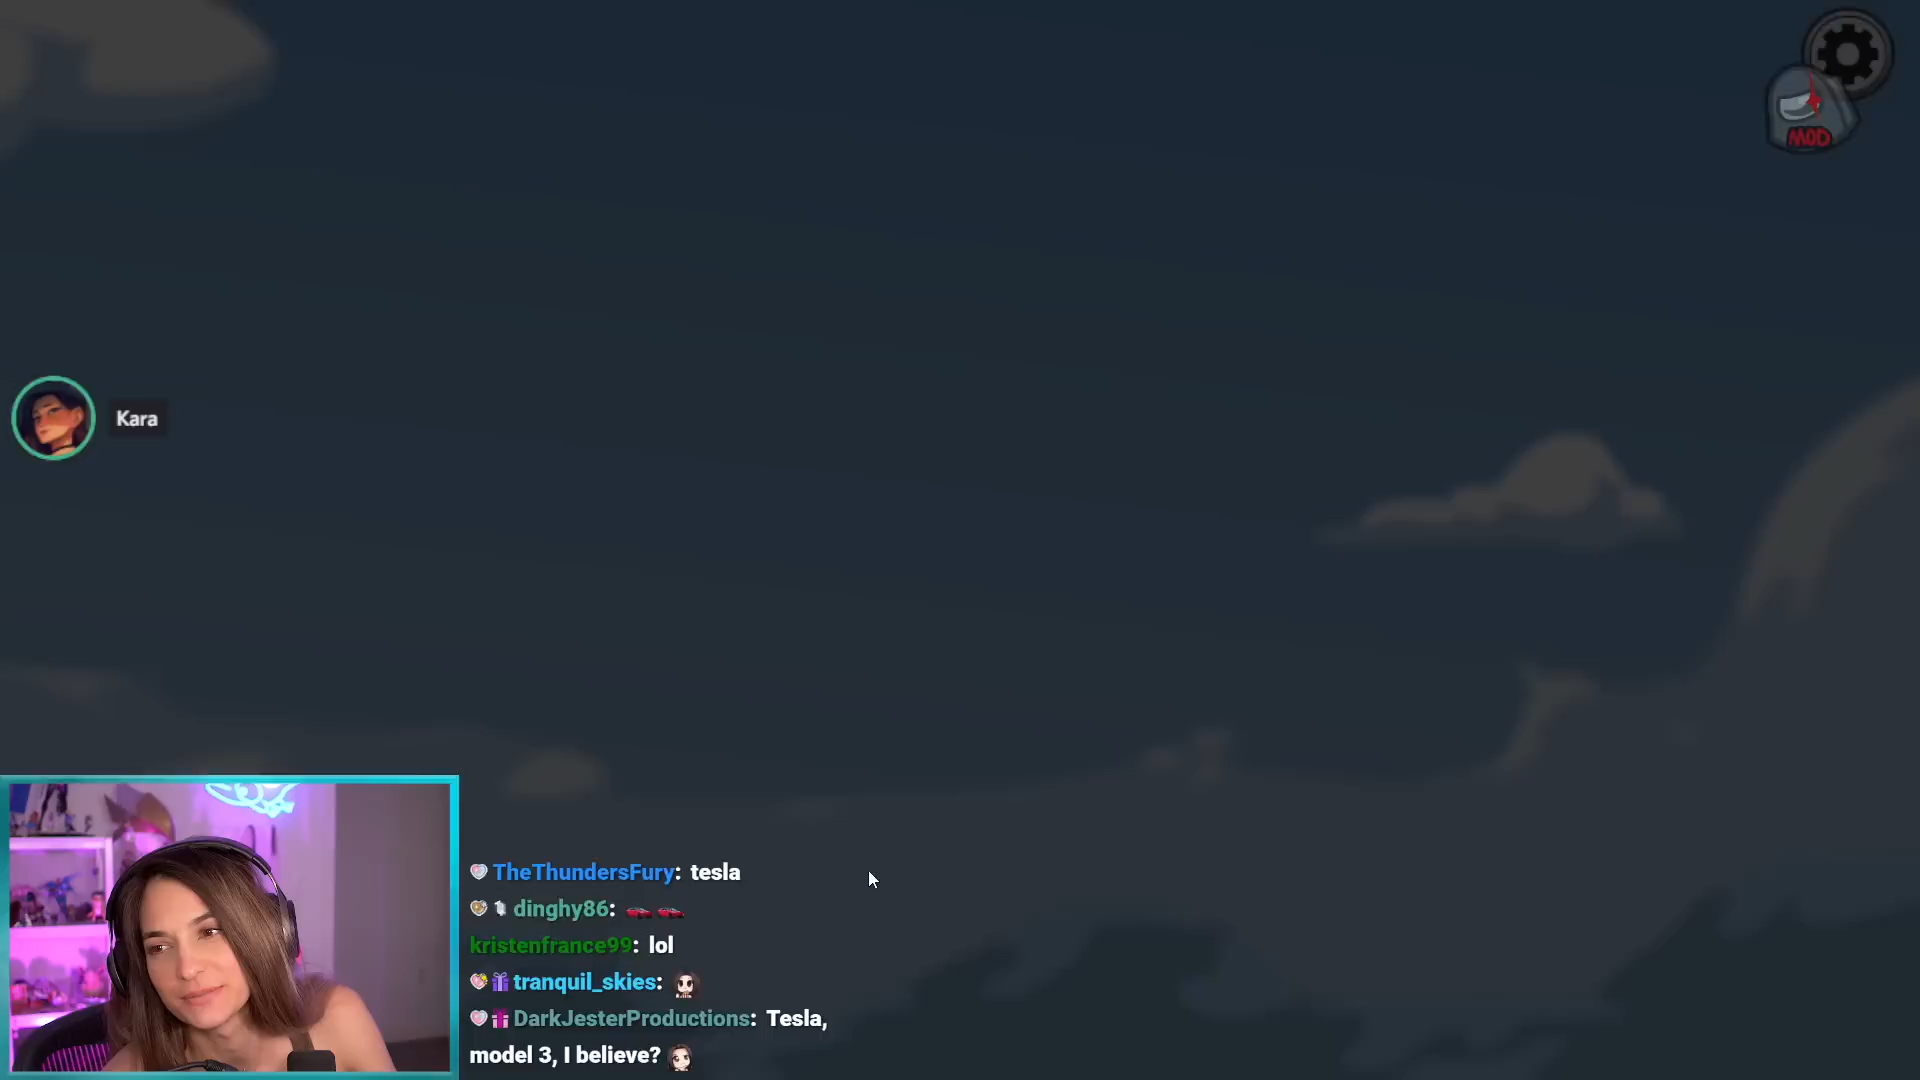 MOD
Kara
TheThundersFury: tesla
dinghy86:
kristenfrance99: lol
tranquil_skies:
DarkJesterProductions: Tesla,
model 3, I believe?